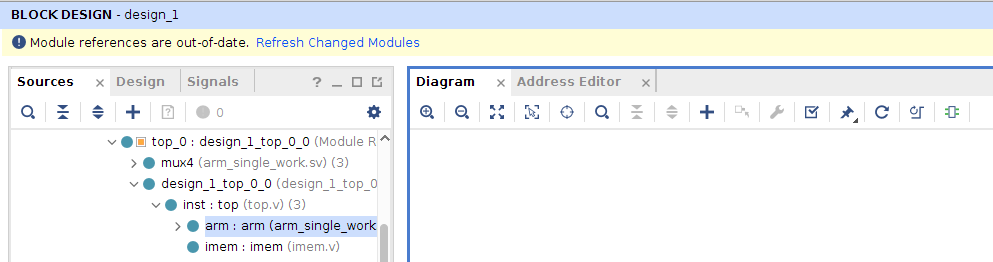 BLOCK DESIGN - design_1
Module references are out-of-date. Refresh Changed Modules
Sources × Design Signals ? _
Diagram × Address Editor ×
0
top_0 : design_1_top_0_0 (Module R
mux4 (arm_single_work.sv) (3)
design_1_top_0_0 (design_1_top_0
inst : top (top.v) (3)
arm : arm (arm_single_work
imem : imem (imem.v)